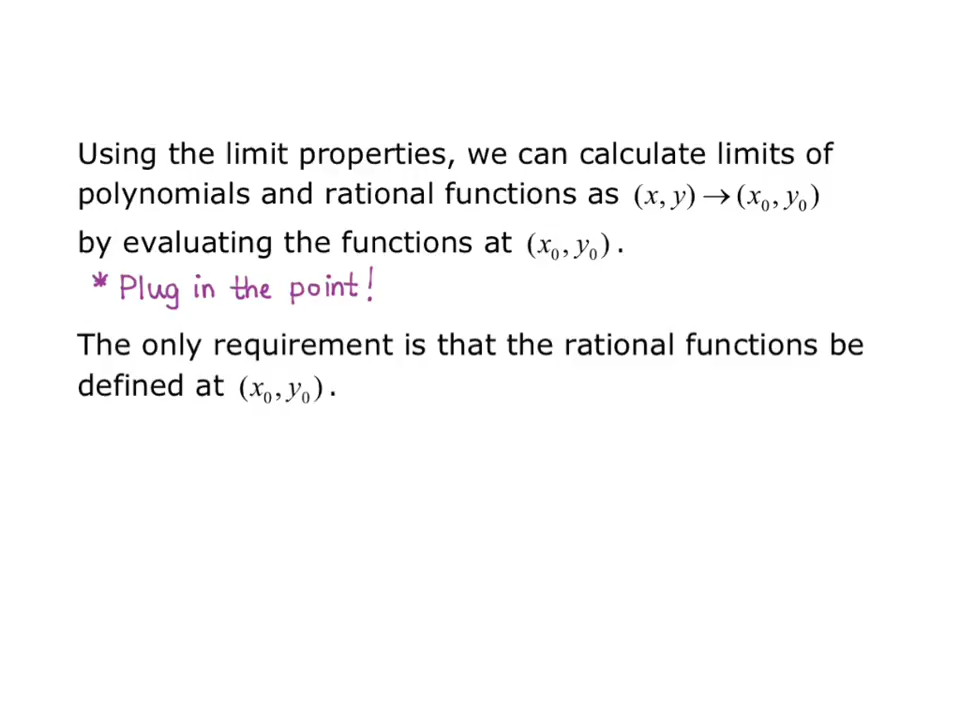 Using the limit properties, we can calculate limits of
polynomials and rational functions as (x, y) → (x₀, y₀)
by evaluating the functions at (x₀, y₀).
* Plug in the point!
The only requirement is that the rational functions be
defined at (x₀, y₀).